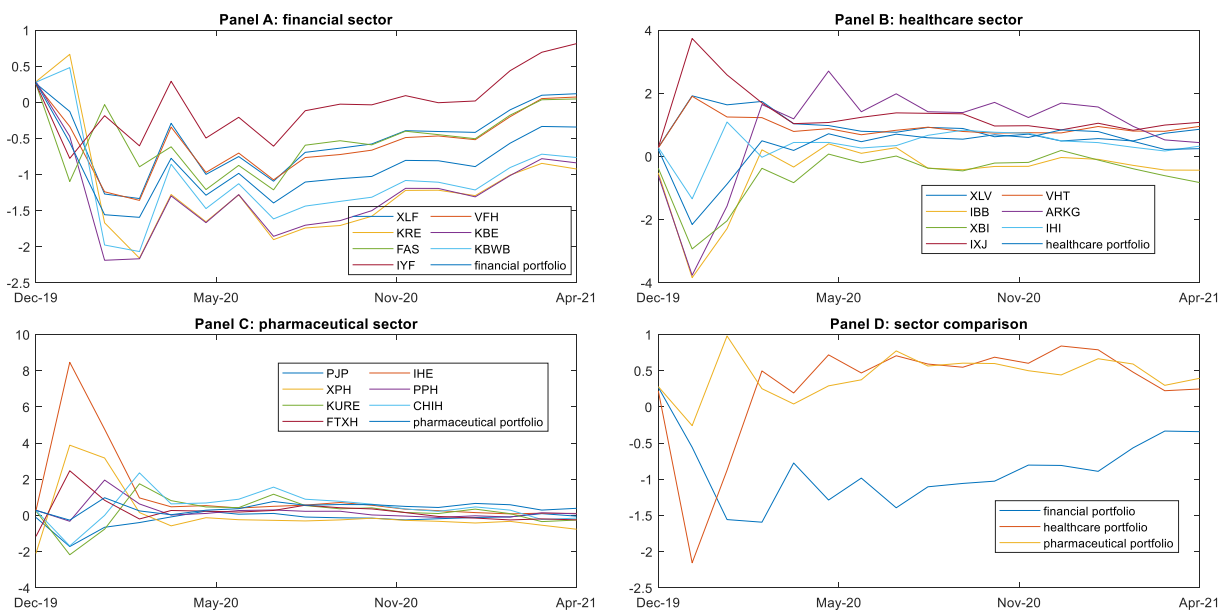 Panel A: financial sector
1
0.5
0
-0.5
-1
-1.5
-2
-2.5
Dec-19 May-20 Nov-20 Apr-21
XLF VFH
KRE KBE
FAS KBWB
IYF financial portfolio
Panel B: healthcare sector
4
2
0
-2
-4
Dec-19 May-20 Nov-20 Apr-21
XLV VHT
IBB ARKG
XBI IHI
IXJ healthcare portfolio
Panel C: pharmaceutical sector
10
8
6
4
2
0
-2
-4
Dec-19 May-20 Nov-20 Apr-21
PJP IHE
XPH PPH
KURE CHIH
FTXH pharmaceutical portfolio
Panel D: sector comparison
1
0.5
0
-0.5
-1
-1.5
-2
-2.5
Dec-19 May-20 Nov-20 Apr-21
financial portfolio
healthcare portfolio
pharmaceutical portfolio